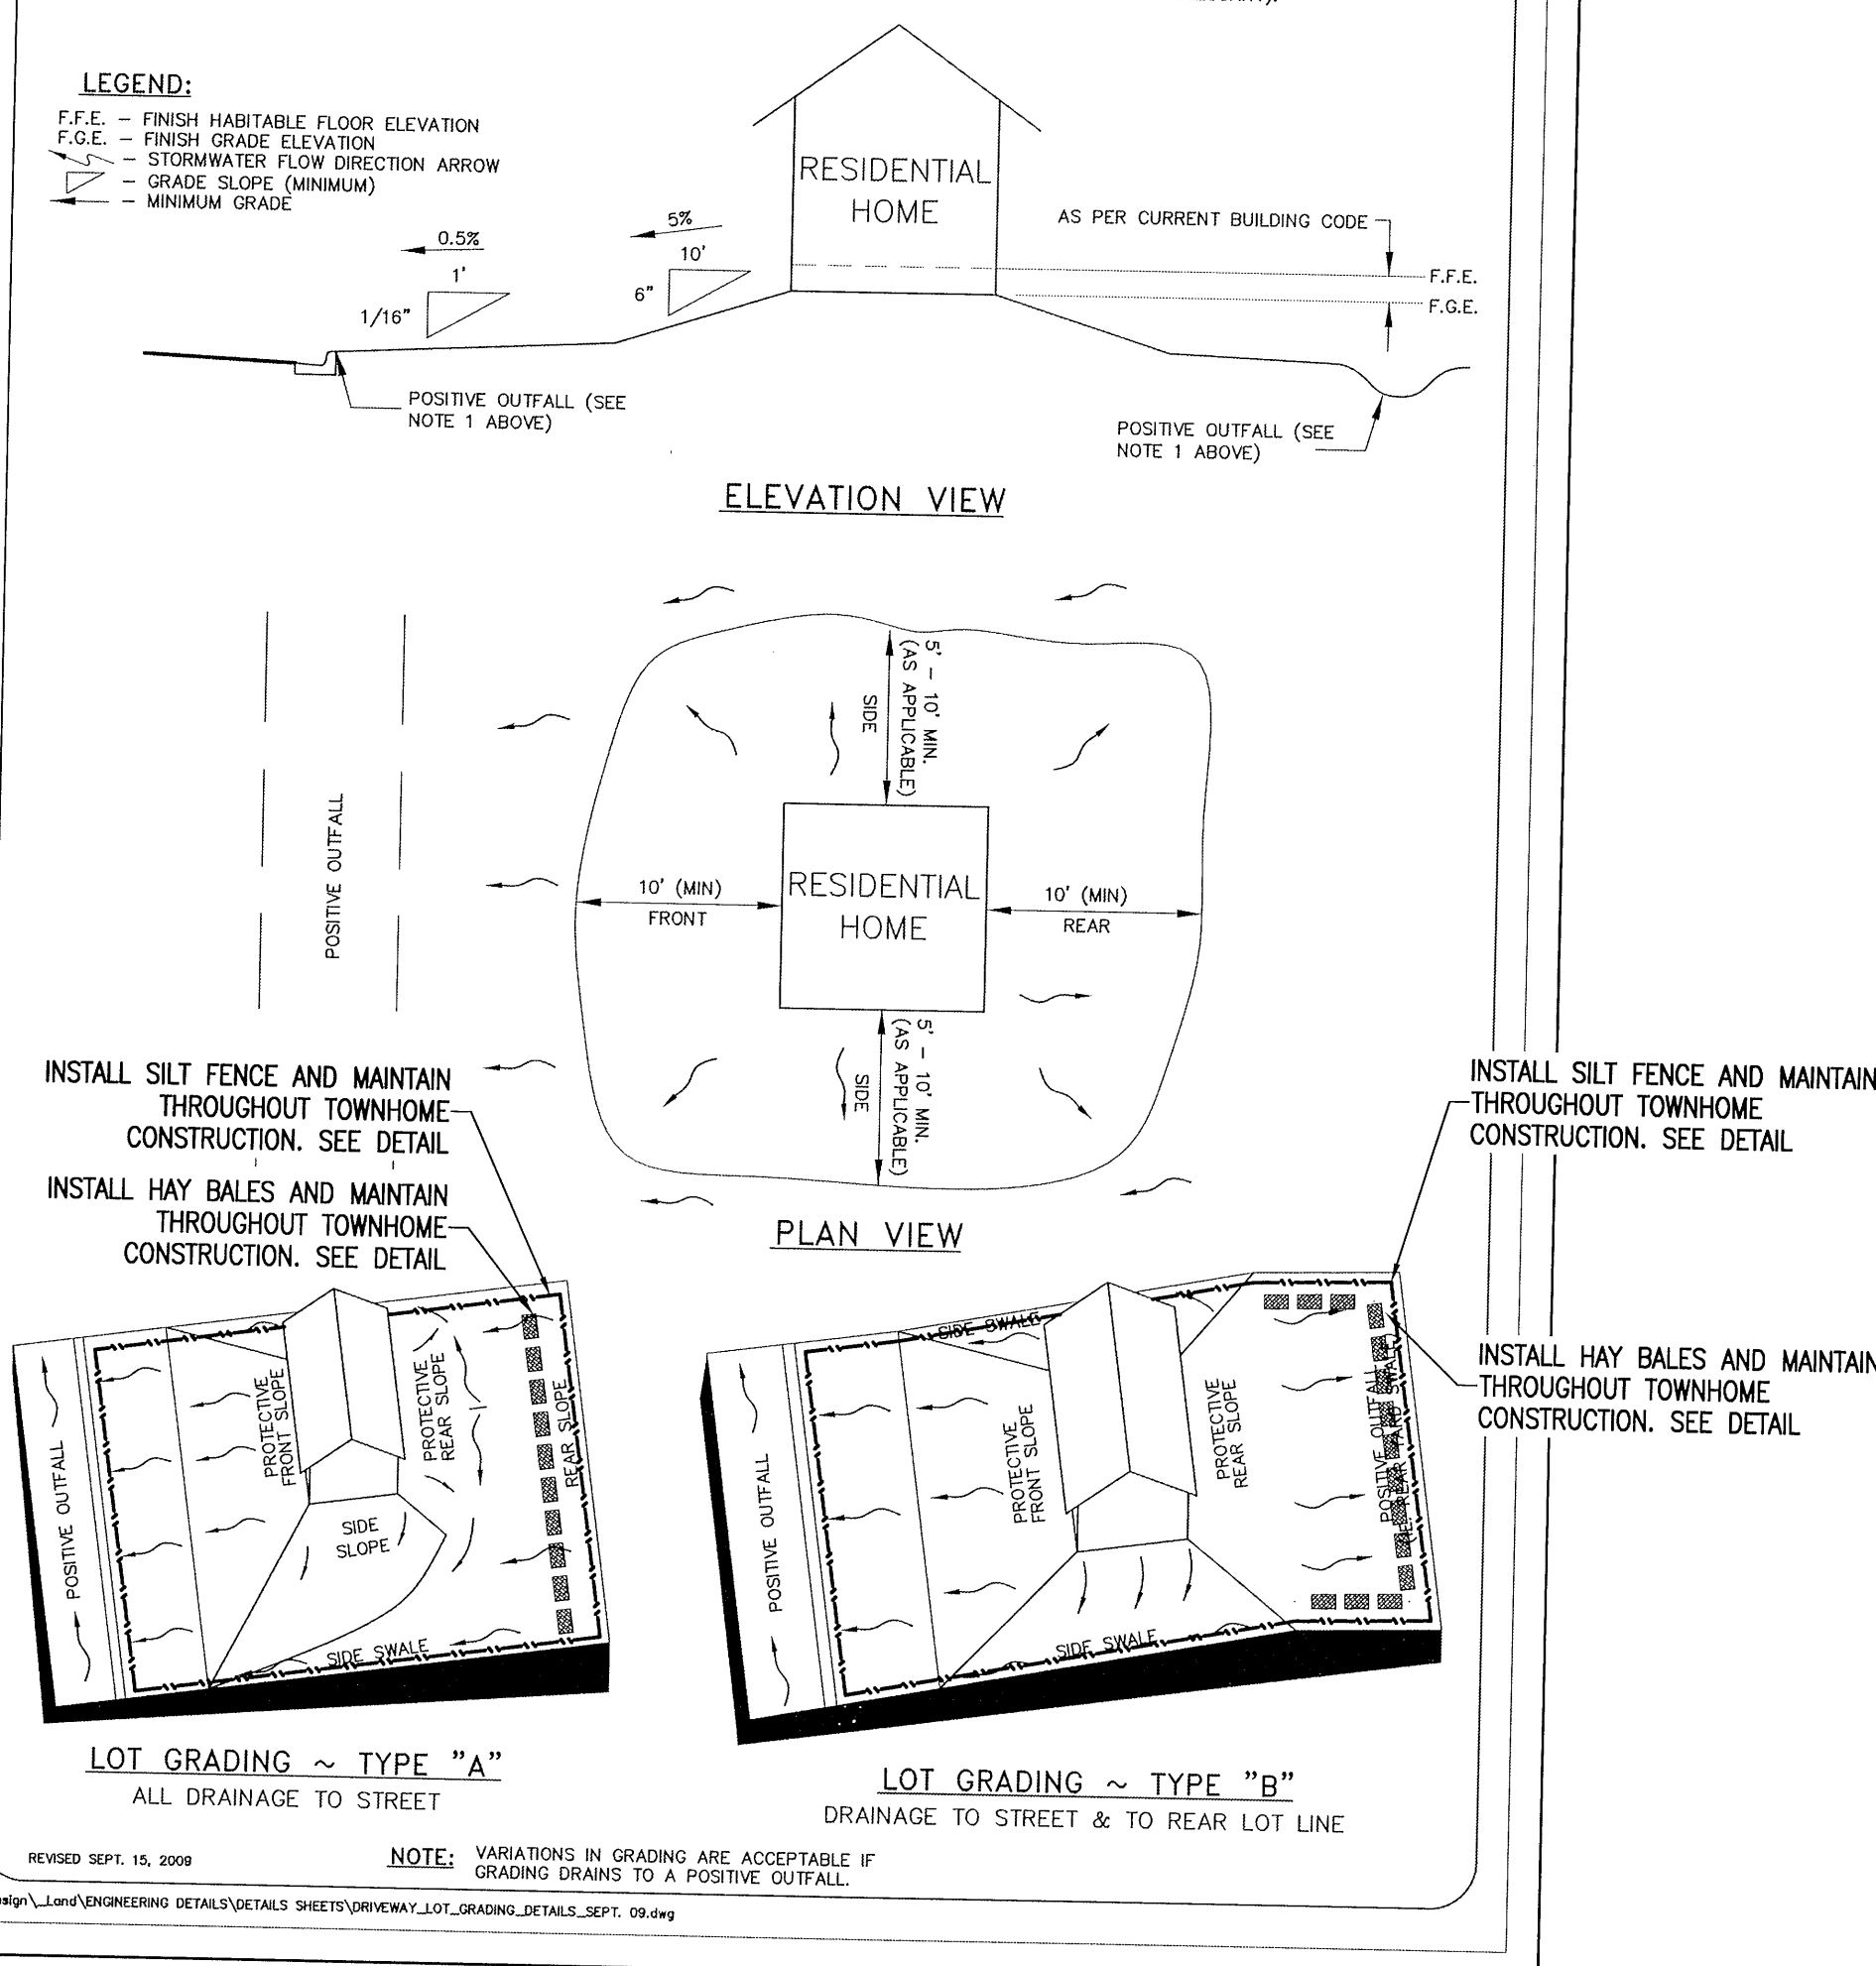 LEGEND:
F.F.E. – FINISH HABITABLE FLOOR ELEVATION
F.G.E. – FINISH GRADE ELEVATION
– STORMWATER FLOW DIRECTION ARROW
– GRADE SLOPE (MINIMUM)
– MINIMUM GRADE
0.5%
1'
1/16"
5%
10'
6"
RESIDENTIAL
HOME
AS PER CURRENT BUILDING CODE
F.F.E.
F.G.E.
POSITIVE OUTFALL (SEE
NOTE 1 ABOVE)
POSITIVE OUTFALL (SEE
NOTE 1 ABOVE)
ELEVATION VIEW
5' – 10' MIN.
(AS APPLICABLE)
SIDE
POSITIVE OUTFALL
10' (MIN)
FRONT
RESIDENTIAL
HOME
10' (MIN)
REAR
5' – 10' MIN.
(AS APPLICABLE)
SIDE
PLAN VIEW
INSTALL SILT FENCE AND MAINTAIN
THROUGHOUT TOWNHOME
CONSTRUCTION. SEE DETAIL
INSTALL HAY BALES AND MAINTAIN
THROUGHOUT TOWNHOME
CONSTRUCTION. SEE DETAIL
INSTALL SILT FENCE AND MAINTAIN
THROUGHOUT TOWNHOME
CONSTRUCTION. SEE DETAIL
INSTALL HAY BALES AND MAINTAIN
THROUGHOUT TOWNHOME
CONSTRUCTION. SEE DETAIL
POSITIVE OUTFALL
PROTECTIVE
FRONT SLOPE
PROTECTIVE
REAR SLOPE
REAR SLOPE
SIDE
SLOPE
SIDE SWALE
LOT GRADING ~ TYPE "A"
ALL DRAINAGE TO STREET
POSITIVE OUTFALL
SIDE SWALE
PROTECTIVE
FRONT SLOPE
PROTECTIVE
REAR SLOPE
POSITIVE OUTFALL
REAR YARD SWALE
SIDE SWALE
LOT GRADING ~ TYPE "B"
DRAINAGE TO STREET & TO REAR LOT LINE
REVISED SEPT. 15, 2009
NOTE: VARIATIONS IN GRADING ARE ACCEPTABLE IF
GRADING DRAINS TO A POSITIVE OUTFALL.
sign\_Land\ENGINEERING DETAILS\DETAILS SHEETS\DRIVEWAY_LOT_GRADING_DETAILS_SEPT. 09.dwg